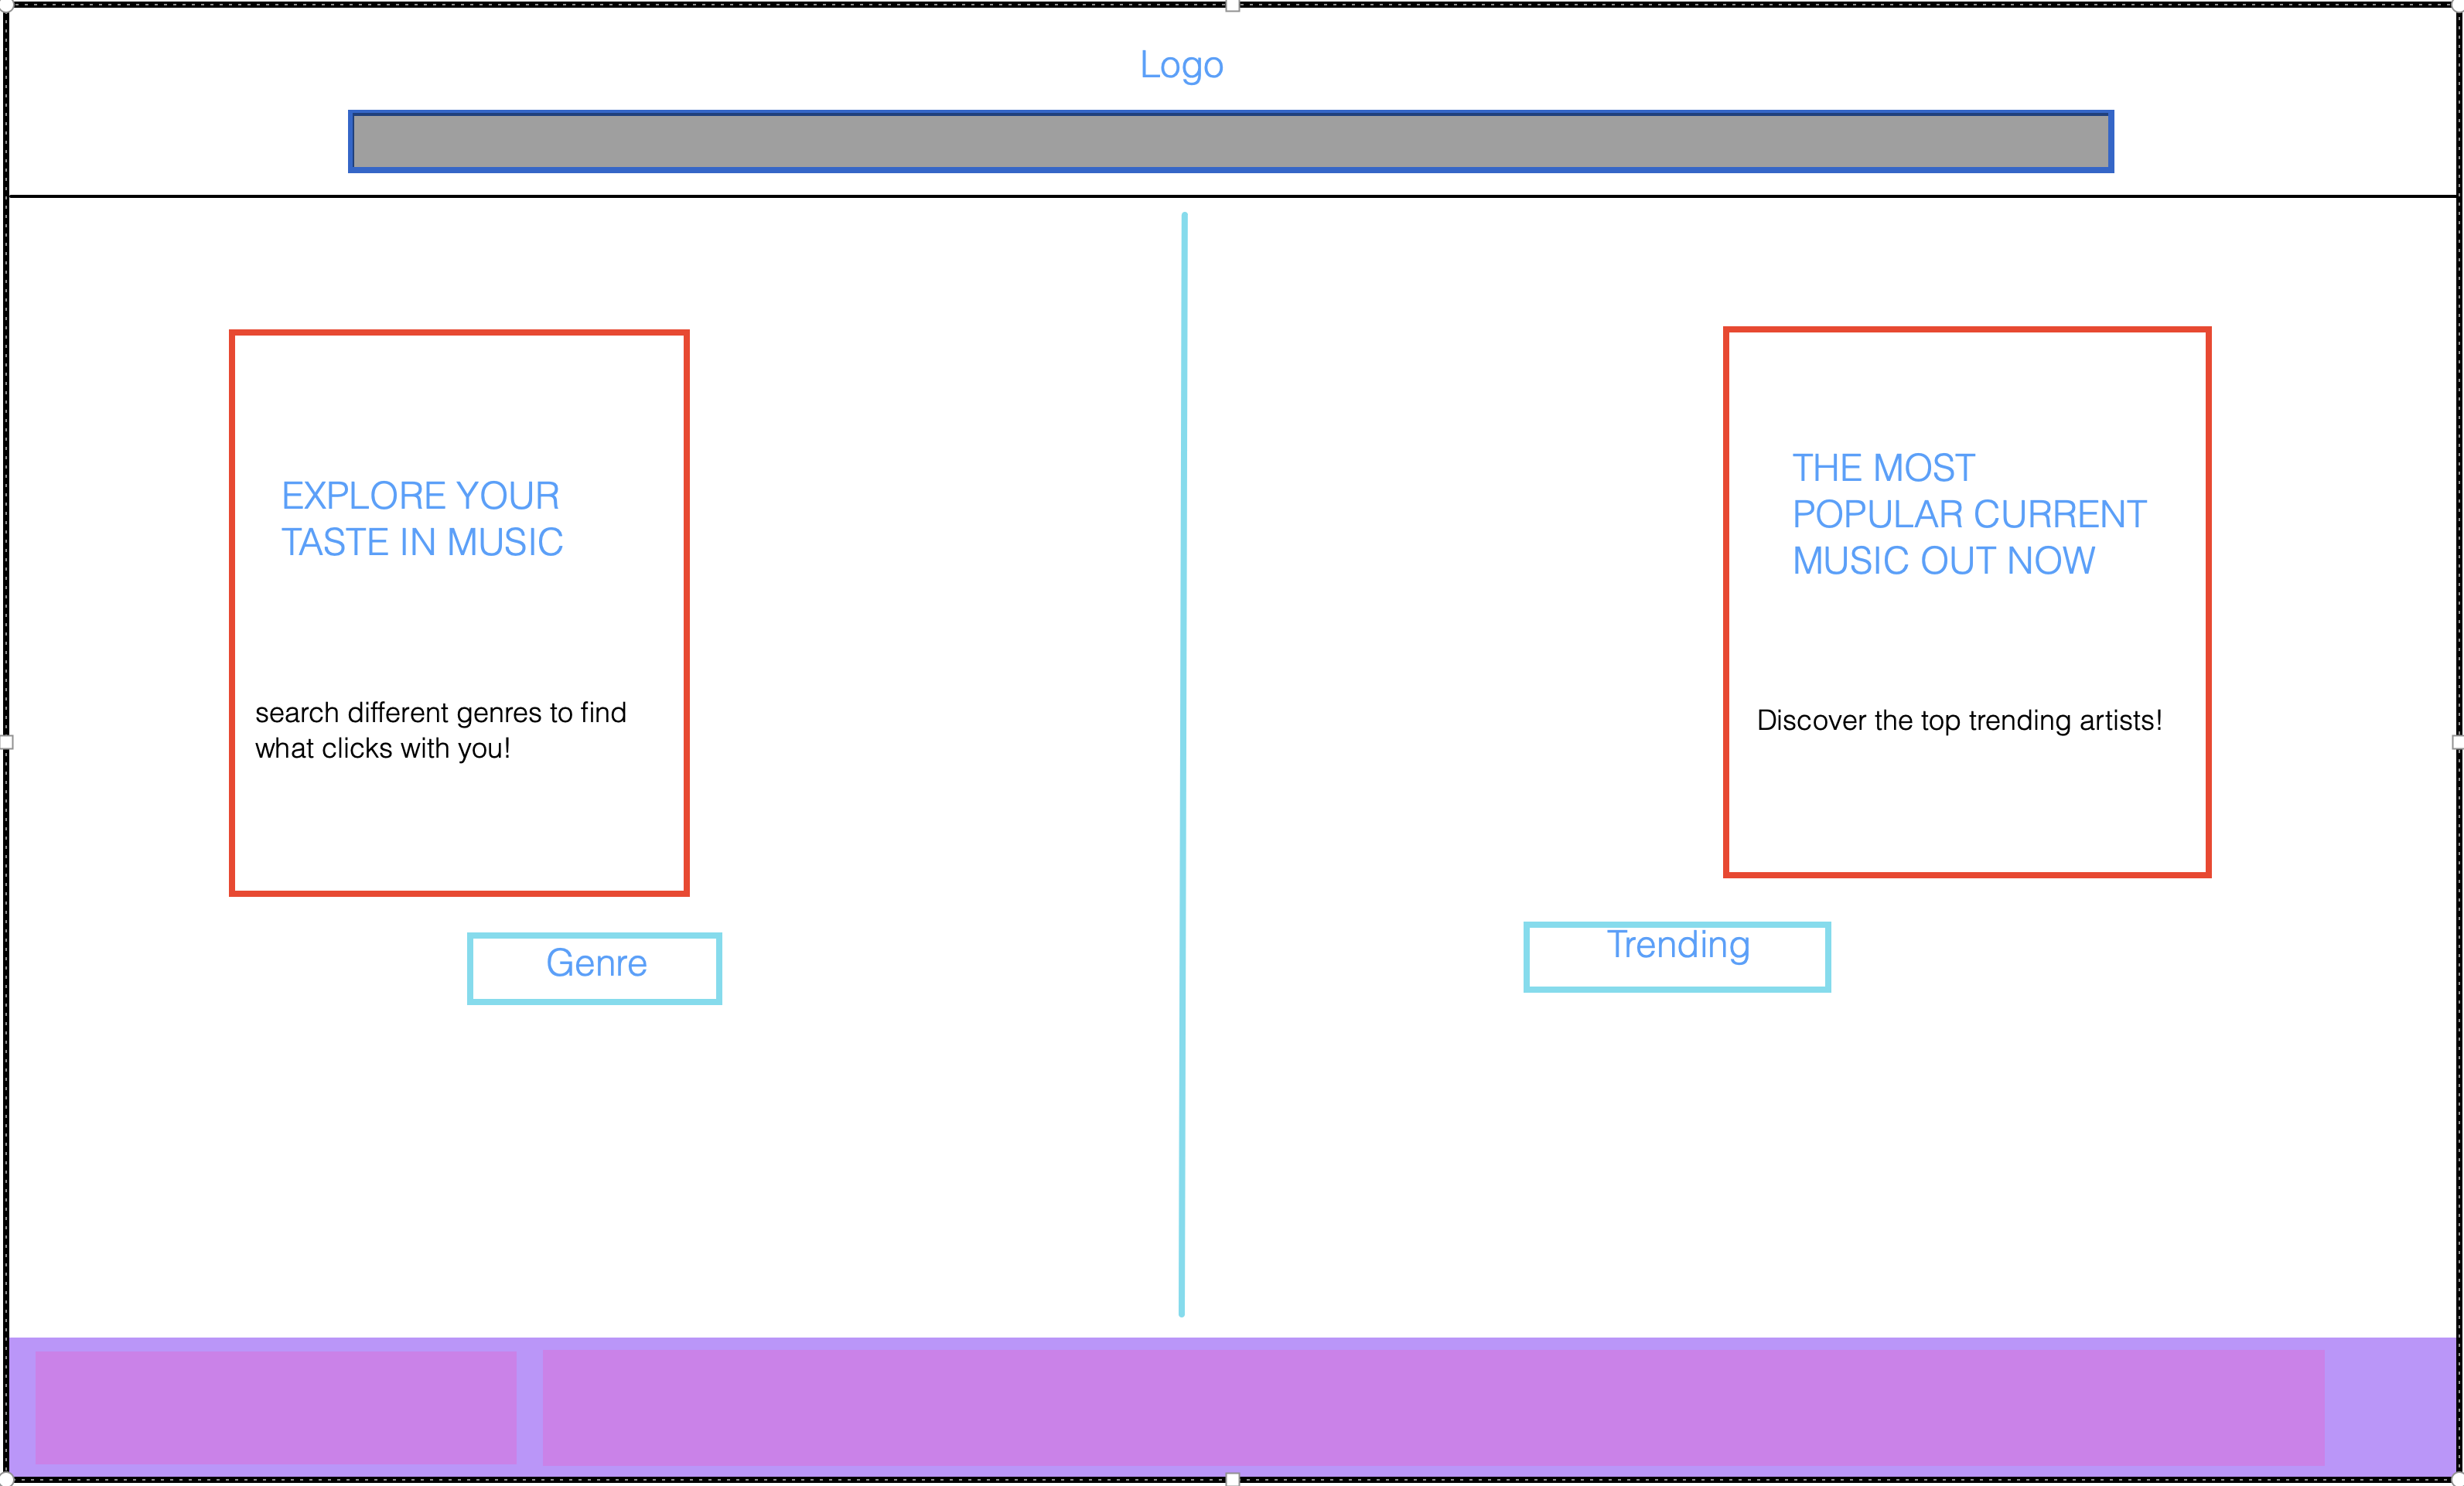 Logo
EXPLORE YOUR
TASTE IN MUSIC
search different genres to find
what clicks with you!
Genre
THE MOST
POPULAR CURRENT
MUSIC OUT NOW
Discover the top trending artists!
Trending